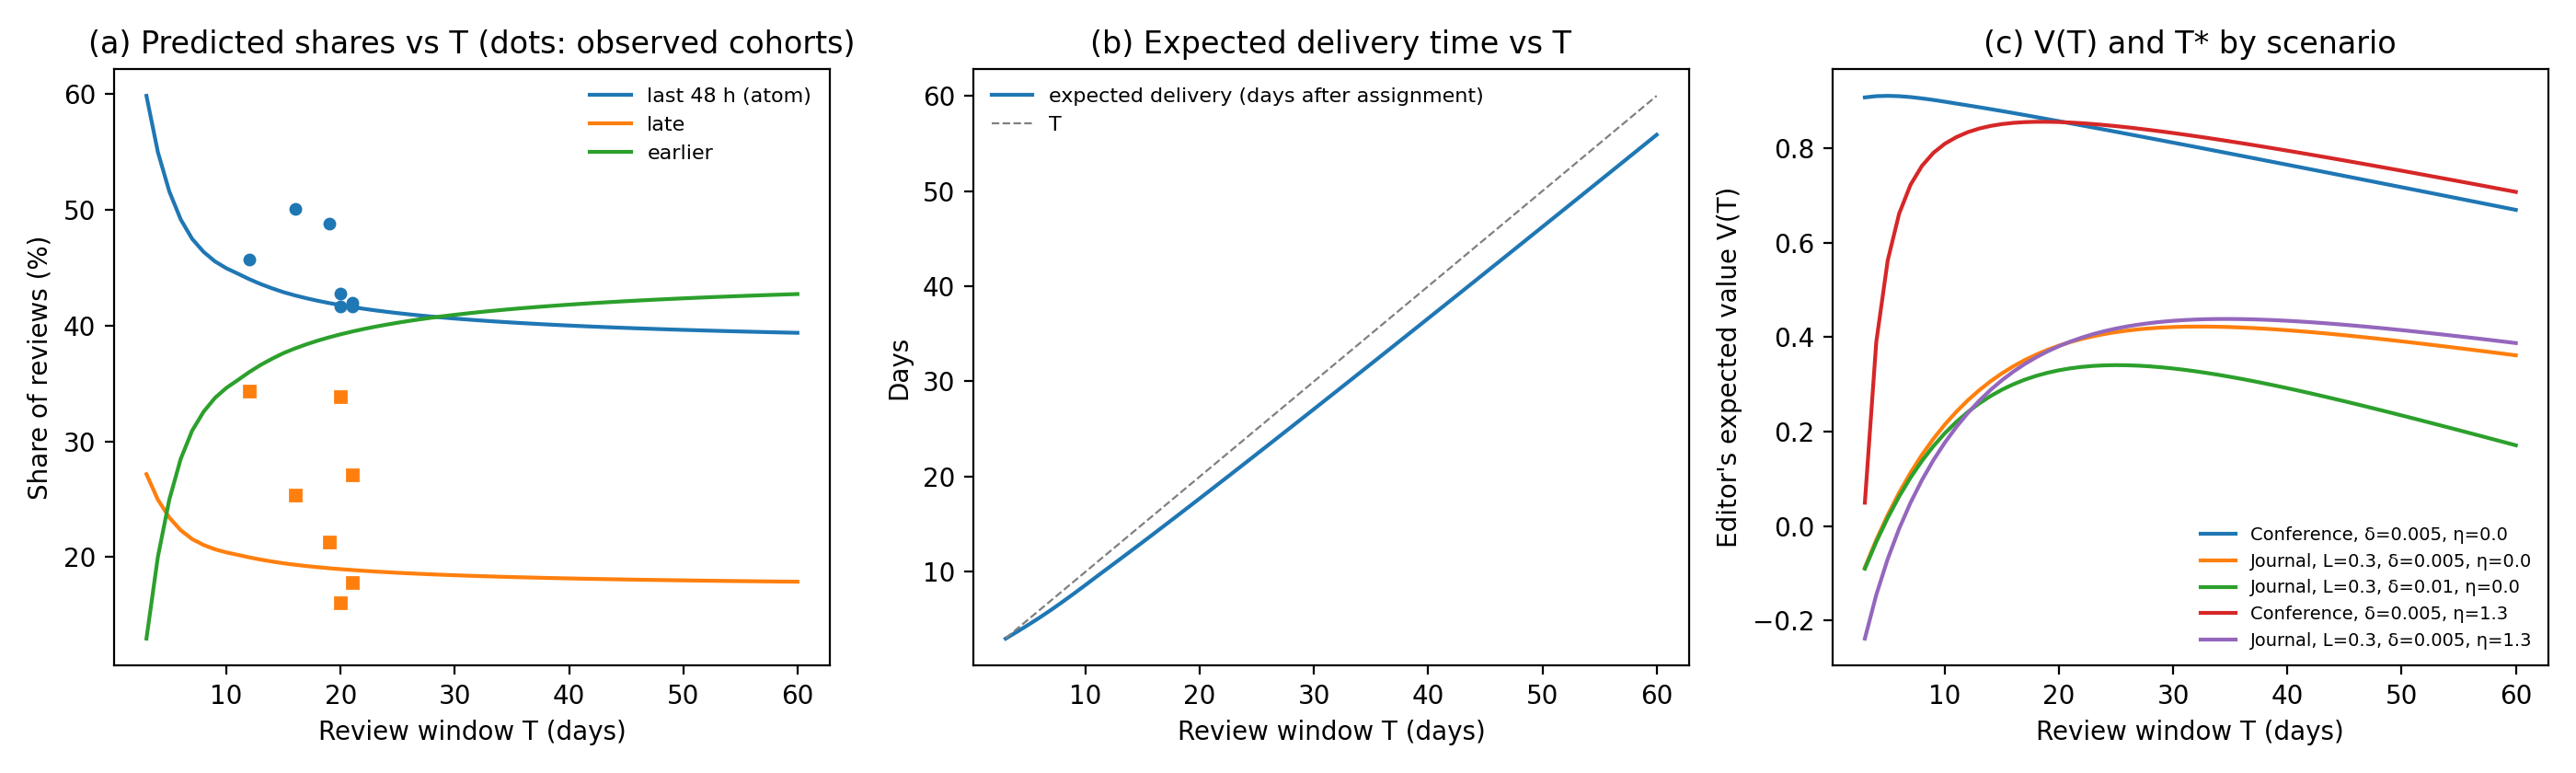 (a) Predicted shares vs T (dots: observed cohorts)
60
50
40
30
20
Share of reviews (%)
last 48 h (atom)
late
earlier
10 20 30 40 50 60
Review window T (days)
(b) Expected delivery time vs T
60
50
40
30
20
10
Days
expected delivery (days after assignment)
T
10 20 30 40 50 60
Review window T (days)
(c) V(T) and T* by scenario
0.8
0.6
0.4
0.2
0.0
−0.2
Editor's expected value V(T)
Conference, δ=0.005, η=0.0
Journal, L=0.3, δ=0.005, η=0.0
Journal, L=0.3, δ=0.01, η=0.0
Conference, δ=0.005, η=1.3
Journal, L=0.3, δ=0.005, η=1.3
10 20 30 40 50 60
Review window T (days)